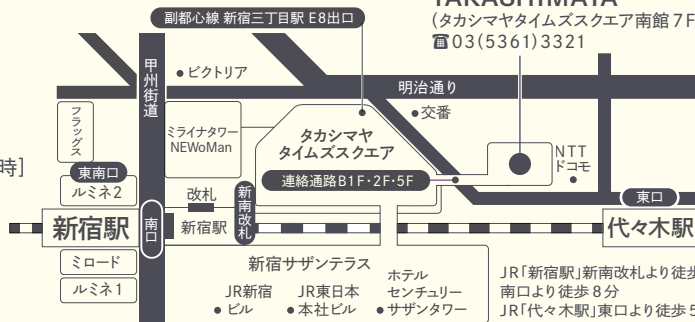 TAKASHIMAYA
(タカシマヤタイムズスクエア南館7F
☎03(5361)3321
副都心線 新宿三丁目駅 E8出口
甲州街道
ビクトリア
明治通り
交番
フラッグス
ミライナタワー
NEWoMan
タカシマヤ
タイムズスクエア
NTT
ドコモ
時]
東南口
ルミネ2
連絡通路B1F・2F・5F
改札
新南改札
東口
新宿駅
南口
新宿駅
代々木駅
ミロード
ルミネ1
新宿サザンテラス
JR新宿
ビル
JR東日本
本社ビル
ホテル
センチュリー
サザンタワー
JR「新宿駅」新南改札より徒歩
南口より徒歩8分
JR「代々木駅」東口より徒歩5